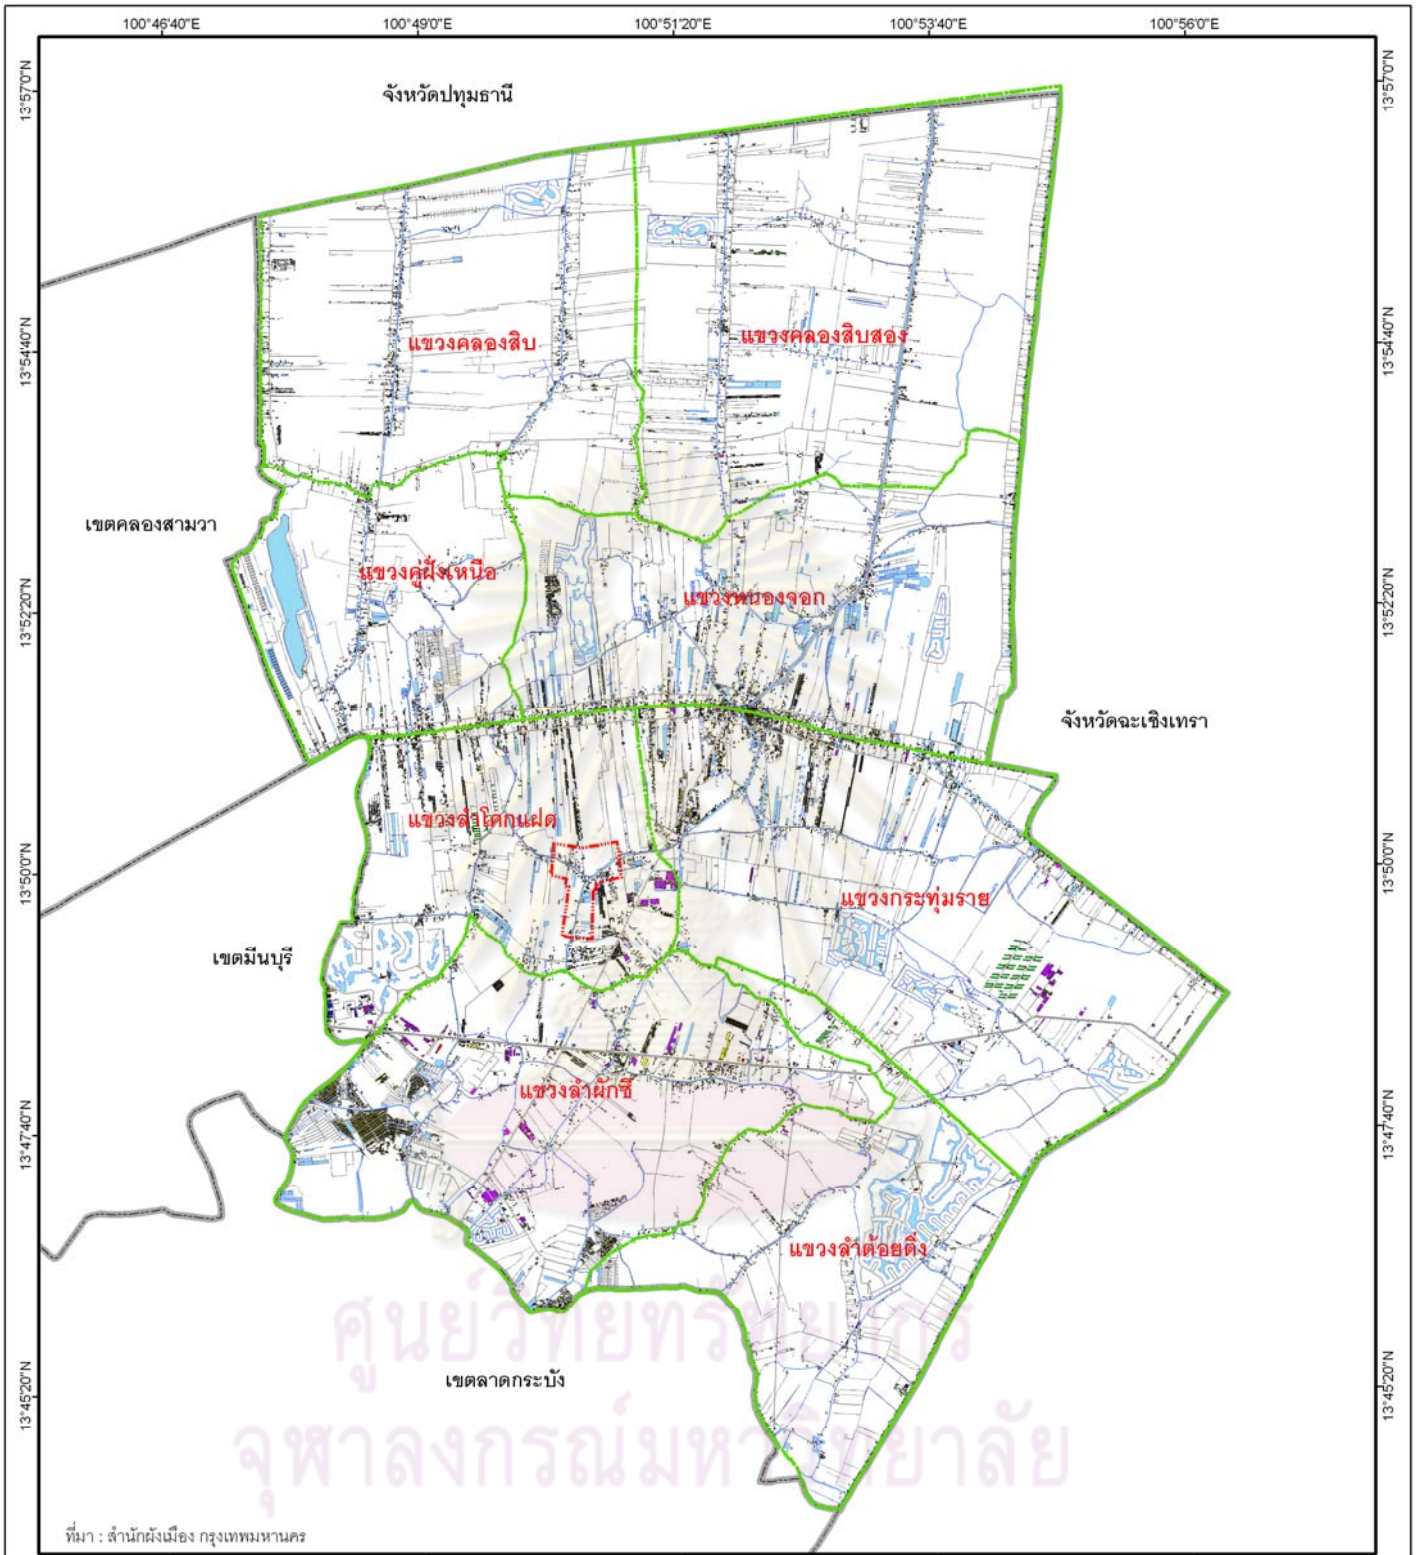 100°46'40"E 100°49'0"E 100°51'20"E 100°53'40"E 100°56'0"E
13°57'0"N
13°57'0"N
จังหวัดปทุมธานี
แขวงคลองสิบ
แขวงคลองสิบสอง
13°54'40"N
13°54'40"N
เขตคลองสามวา
แขวงคู้ฝั่งเหนือ
แขวงหนองจอก
13°52'20"N
13°52'20"N
จังหวัดฉะเชิงเทรา
แขวงลำโตกแฝด
13°50'0"N
13°50'0"N
แขวงกระทุ่มราย
เขตมีนบุรี
แขวงลำผักชี
13°47'40"N
13°47'40"N
แขวงลำต้อยติ่ง
ศูนย์วิทยทรัพยากร
เขตลาดกระบัง
13°45'20"N
13°45'20"N
จุฬาลงกรณ์มหาวิทยาลัย
ที่มา : สำนักผังเมือง กรุงเทพมหานคร